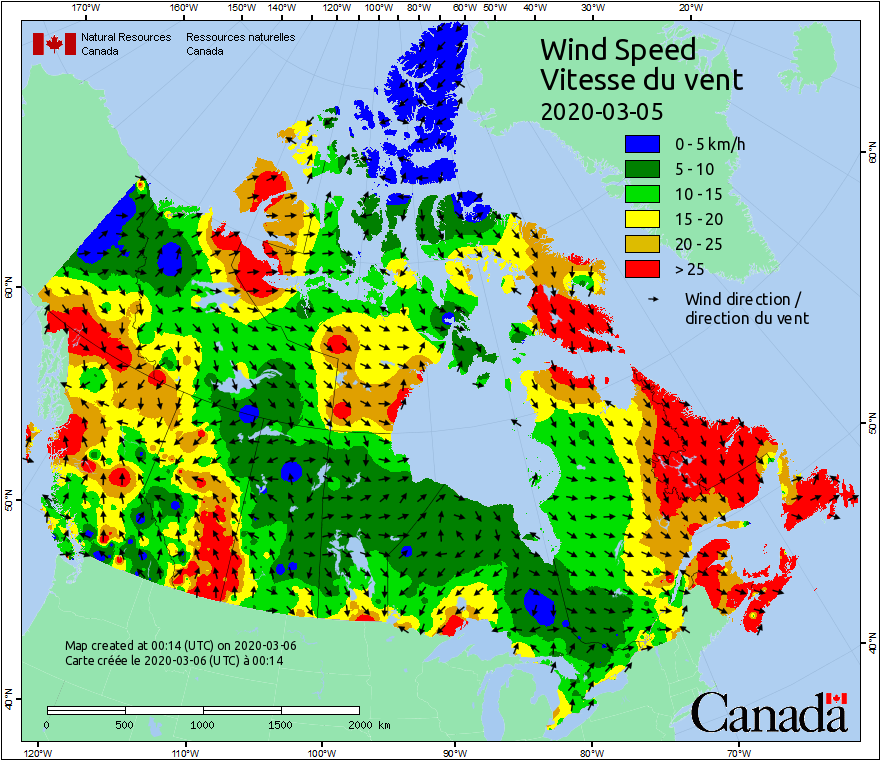 170°W 160°W 150°W 140°W 130°W 120°W 110°W 100°W 90°W 80°W 70°W 60°W 50°W 40°W 30°W 20°W
Natural Resources Ressources naturelles
Canada Canada
Wind Speed
Vitesse du vent
2020-03-05
0 - 5 km/h
5 - 10
10 - 15
15 - 20
20 - 25
> 25
Wind direction /
direction du vent
60°N
60°N
50°N
50°N
40°N
40°N
Map created at 00:14 (UTC) on 2020-03-06
Carte créée le 2020-03-06 (UTC) à 00:14
0 500 1000 1500 2000 km
Canada
120°W 110°W 100°W 90°W 80°W 70°W